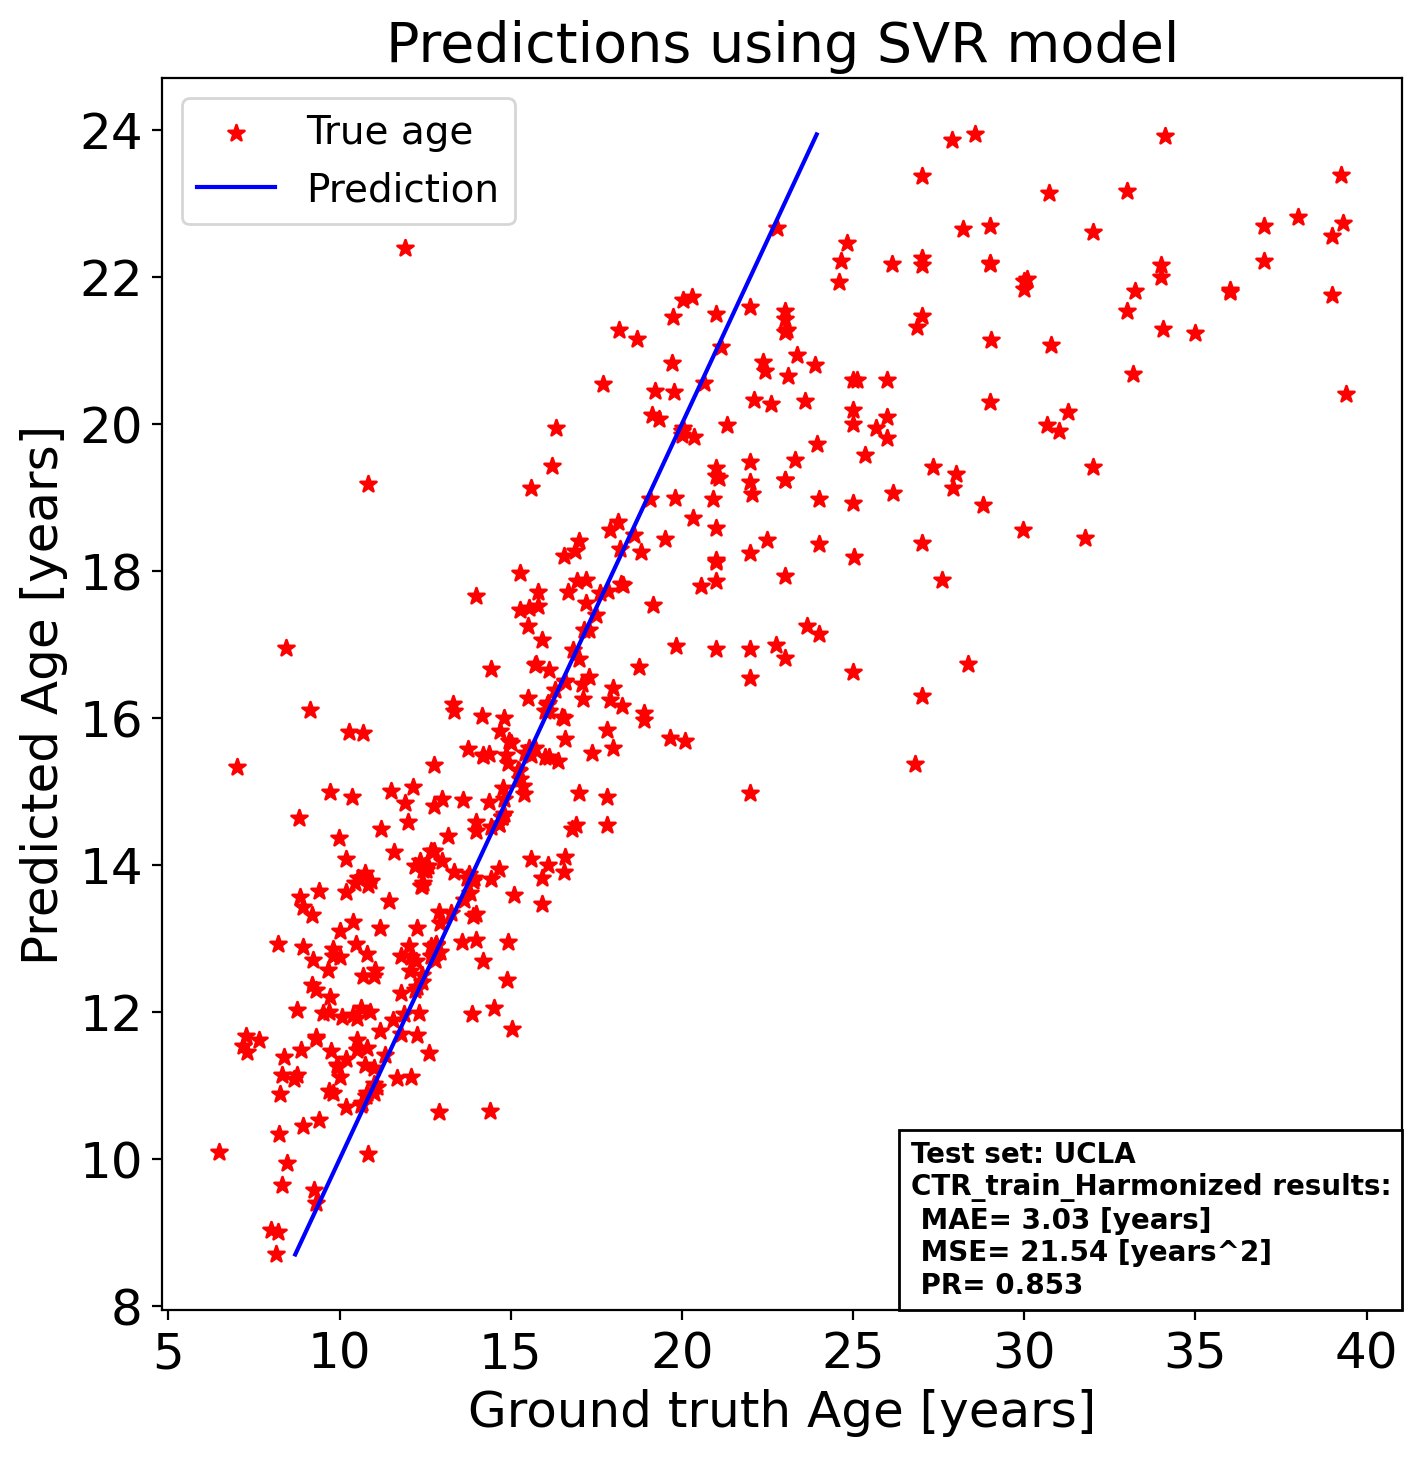 Predictions using SVR model
True age
Prediction
24
22
20
18
16
14
12
10
8
Predicted Age [years]
Test set: UCLA
CTR_train_Harmonized results:
MAE= 3.03 [years]
MSE= 21.54 [years^2]
PR= 0.853
5 10 15 20 25 30 35 40
Ground truth Age [years]